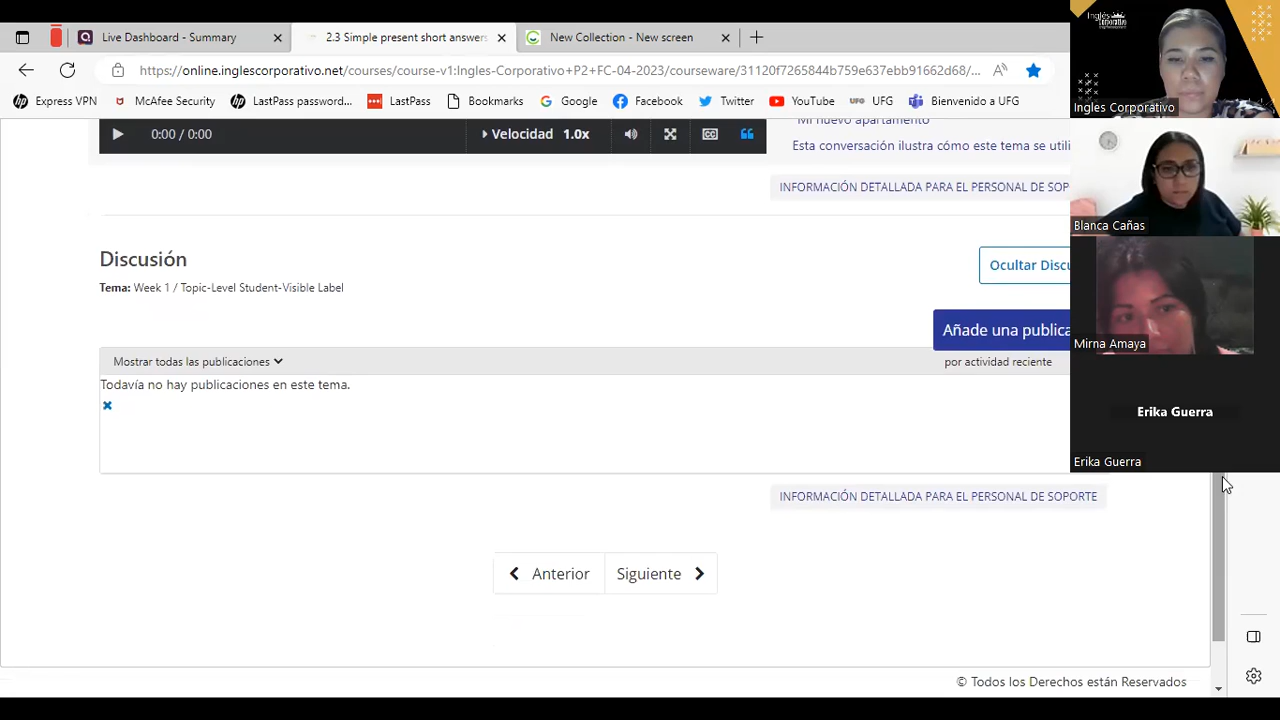 Live Dashboard - Summary
2.3 Simple present short answers
New Collection - New screen
https://online.inglescorporativo.net/courses/course-v1:Ingles-Corporativo+P2+FC-04-2023/courseware/31120f7265844b759e637ebb91662d68/...
Express VPN
McAfee Security
LastPass password...
LastPass
Bookmarks
Google
Facebook
Twitter
YouTube
UFG
Bienvenido a UFG
0:00 / 0:00
Velocidad 1.0x
Mi nuevo apartamento
Esta conversación ilustra cómo este tema se utili
INFORMACIÓN DETALLADA PARA EL PERSONAL DE SOP
Discusión
Ocultar Discu
Tema: Week 1 / Topic-Level Student-Visible Label
Añade una publica
Mostrar todas las publicaciones
por actividad reciente
Todavía no hay publicaciones en este tema.
INFORMACIÓN DETALLADA PARA EL PERSONAL DE SOPORTE
Anterior
Siguiente
© Todos los Derechos están Reservados
Inglés
Corporativo
Ingles Corporativo
Blanca Cañas
Mirna Amaya
Erika Guerra
Erika Guerra